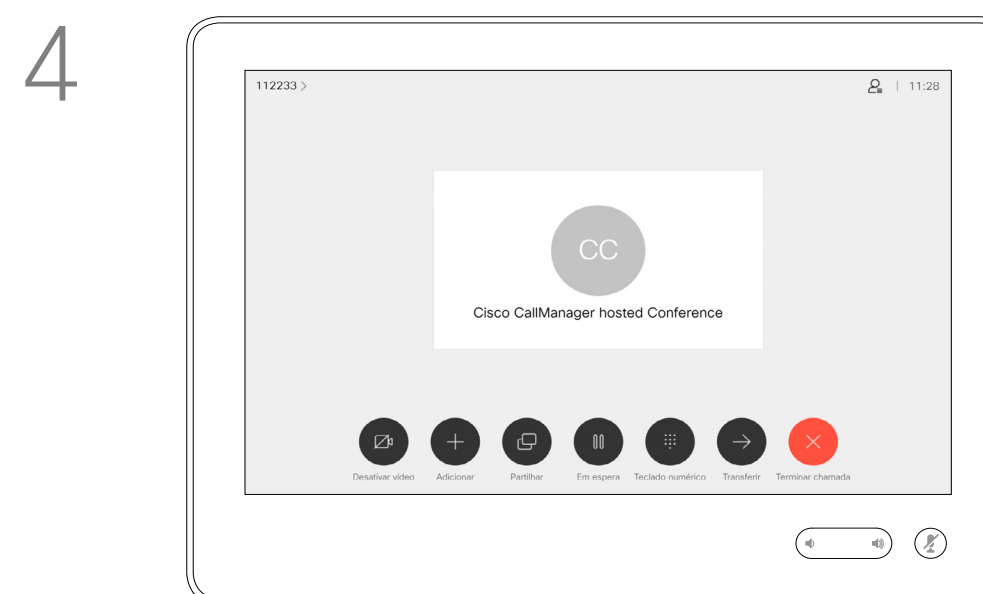 4
112233 >
| 11:28
CC
Cisco CallManager hosted Conference
Desativar vídeo Adicionar Partilhar Em espera Teclado numérico Transferir Terminar chamada